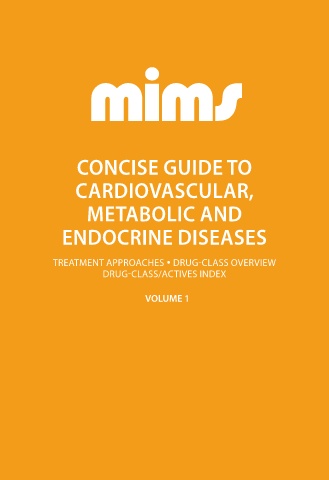 mims
CONCISE GUIDE TO
CARDIOVASCULAR,
METABOLIC AND
ENDOCRINE DISEASES
TREATMENT APPROACHES • DRUG-CLASS OVERVIEW
DRUG-CLASS/ACTIVES INDEX
VOLUME 1